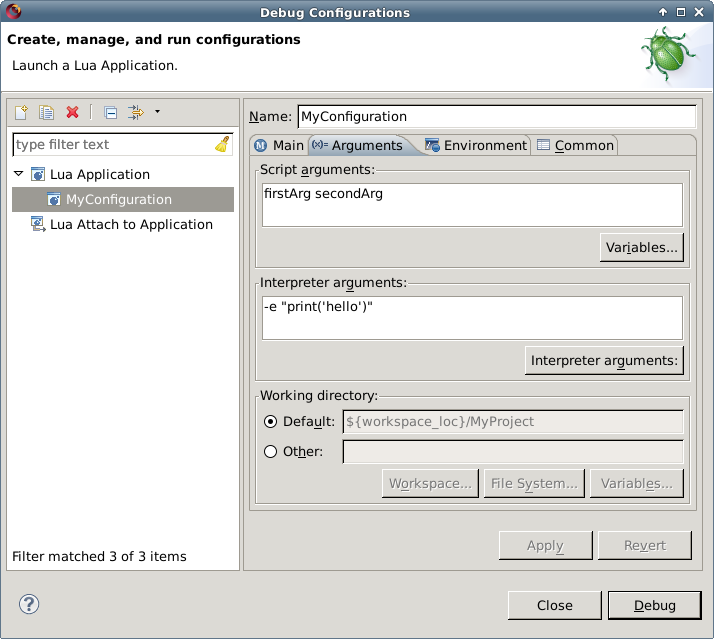 Debug Configurations
Create, manage, and run configurations
Launch a Lua Application.
type filter text
Lua Application
MyConfiguration
Lua Attach to Application
Filter matched 3 of 3 items
Name: MyConfiguration
Main (x)= Arguments Environment Common
Script arguments:
firstArg secondArg
Variables...
Interpreter arguments:
-e "print('hello')"
Interpreter arguments:
Working directory:
Default: ${workspace_loc}/MyProject
Other:
Workspace... File System... Variables...
Apply Revert
Close Debug